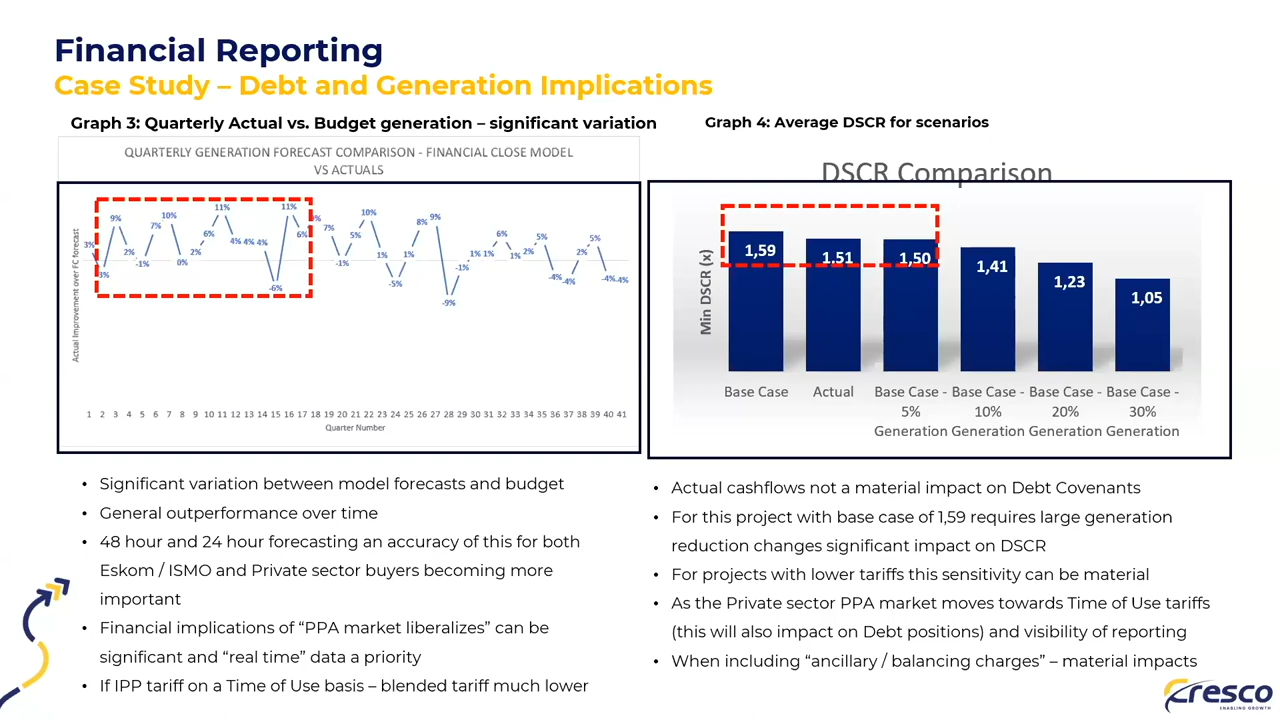 Financial Reporting
Case Study – Debt and Generation Implications
Graph 3: Quarterly Actual vs. Budget generation – significant variation
QUARTERLY GENERATION FORECAST COMPARISON - FINANCIAL CLOSE MODEL
VS ACTUALS
Actual Improvement over FC forecast
3%
-3%
9%
2%
-1%
7%
10%
0%
2%
6%
11%
4%
4%
4%
-6%
11%
6%
7%
-1%
5%
10%
1%
-5%
1%
8%
9%
-9%
-1%
1%
1%
6%
1%
2%
5%
-4%
-4%
2%
5%
-4%
-4%
1 2 3 4 5 6 7 8 9 10 11 12 13 14 15 16 17 18 19 20 21 22 23 24 25 26 27 28 29 30 31 32 33 34 35 36 37 38 39 40 41
Quarter Number
• Significant variation between model forecasts and budget
• General outperformance over time
• 48 hour and 24 hour forecasting an accuracy of this for both
Eskom / ISMO and Private sector buyers becoming more
important
• Financial implications of “PPA market liberalizes” can be
significant and “real time” data a priority
• If IPP tariff on a Time of Use basis – blended tariff much lower
Graph 4: Average DSCR for scenarios
DSCR Comparison
Min DSCR (x)
1,59
1.51
1,50
1,41
1,23
1,05
Base Case
Actual
Base Case -
5%
Generation
Base Case -
10%
Generation
Base Case -
20%
Generation
Base Case -
30%
Generation
• Actual cashflows not a material impact on Debt Covenants
• For this project with base case of 1,59 requires large generation
reduction changes significant impact on DSCR
• For projects with lower tariffs this sensitivity can be material
• As the Private sector PPA market moves towards Time of Use tariffs
(this will also impact on Debt positions) and visibility of reporting
• When including “ancillary / balancing charges” – material impacts
Cresco
ENABLING GROWTH